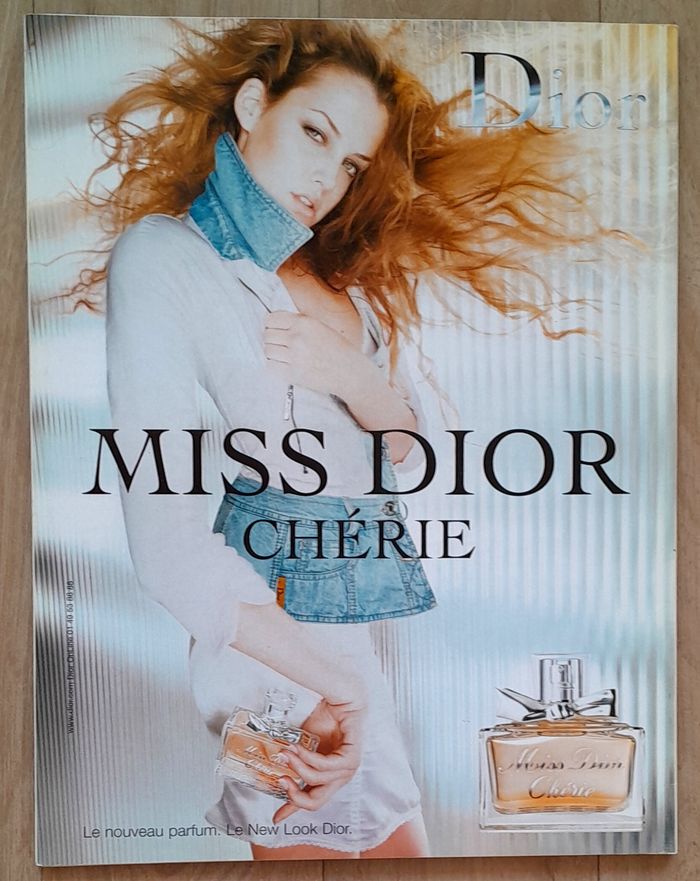 Dior
MISS DIOR
CHÉRIE
Miss Dior
Chérie
Le nouveau parfum. Le New Look Dior.